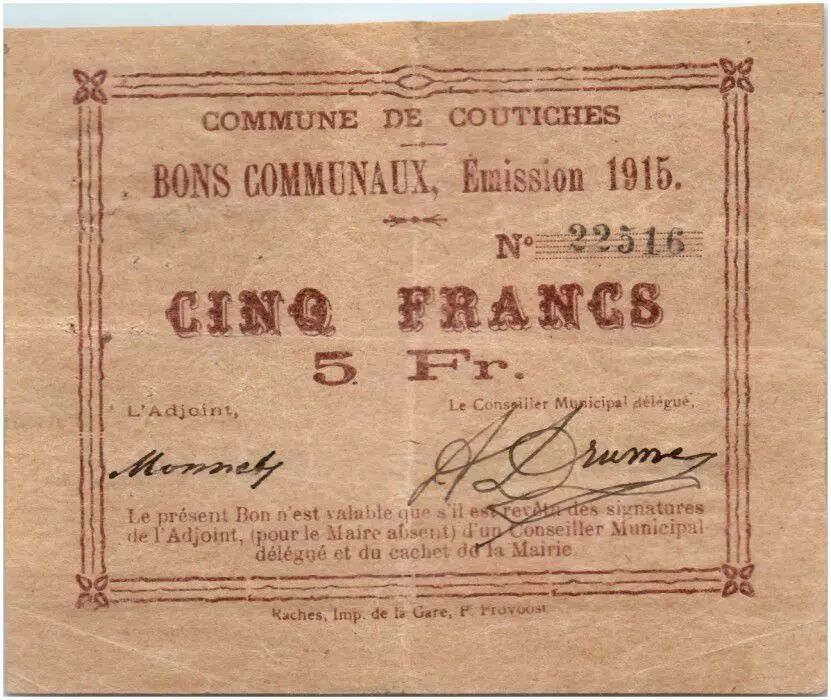 COMMUNE DE COUTICHES
BONS COMMUNAUX, Émission 1915.
N° 22516
CINQ FRANCS
5 Fr.
L'Adjoint,
Le Conseiller Municipal délégué,
Le présent Bon n'est valable que s'il est revêtu des signatures
de l'Adjoint, (pour le Maire absent) d'un Conseiller Municipal
délégué et du cachet de la Mairie.
Raches, Imp. de la Gare, P. Provoost